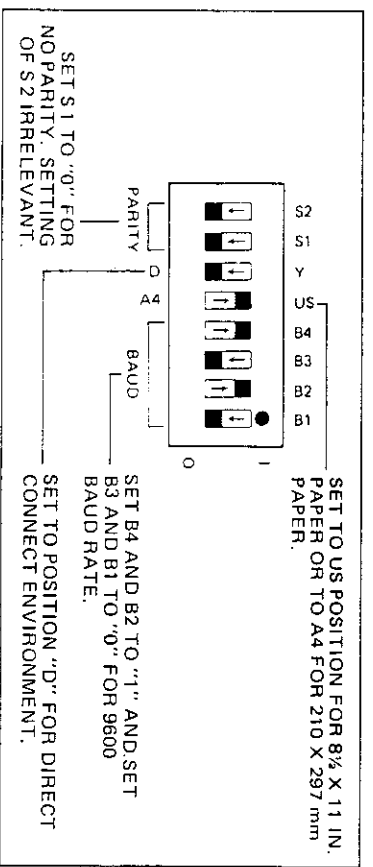 SET TO US POSITION FOR 8½ X 11 IN.
PAPER OR TO A4 FOR 210 X 297 mm
PAPER.
S2
S1
Y
US
B4
B3
B2
B1
1
0
PARITY
D
A4
BAUD
SET S1 TO "0" FOR
NO PARITY. SETTING
OF S2 IRRELEVANT.
SET B4 AND B2 TO "1" AND SET
B3 AND B1 TO "0" FOR 9600
BAUD RATE.
SET TO POSITION "D" FOR DIRECT
CONNECT ENVIRONMENT.